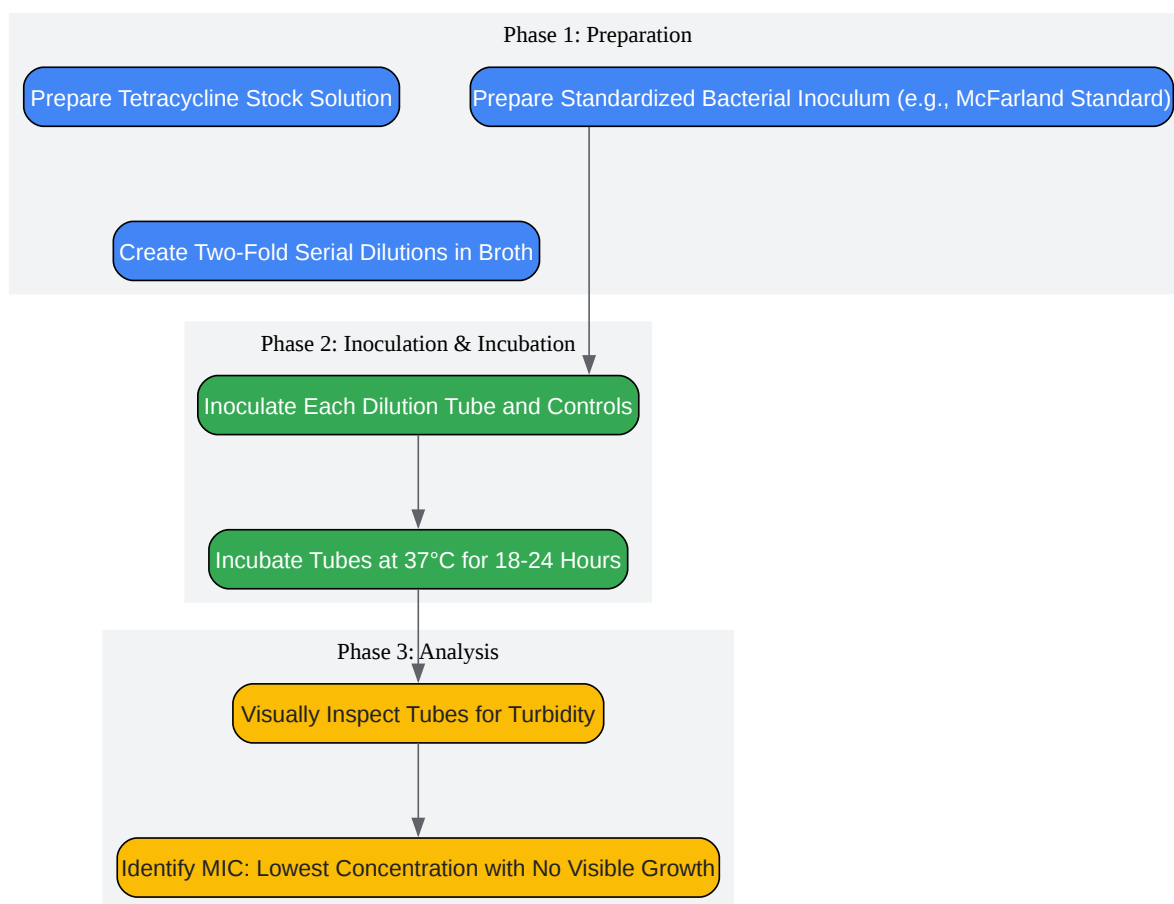 Phase 1: Preparation
Prepare Tetracycline Stock Solution
Prepare Standardized Bacterial Inoculum (e.g., McFarland Standard)
Create Two-Fold Serial Dilutions in Broth
Phase 2: Inoculation & Incubation
Inoculate Each Dilution Tube and Controls
Incubate Tubes at 37°C for 18-24 Hours
Phase 3: Analysis
Visually Inspect Tubes for Turbidity
Identify MIC: Lowest Concentration with No Visible Growth